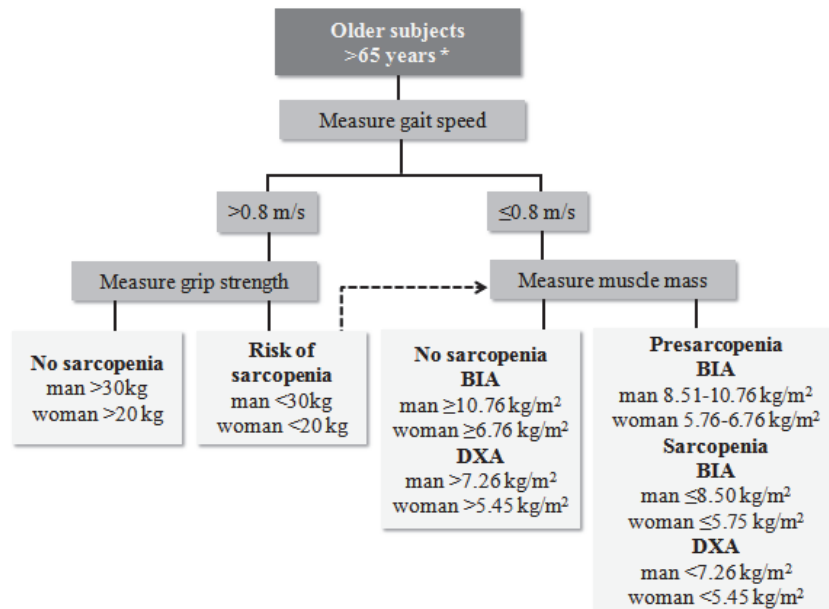 Older subjects
>65 years *
Measure gait speed
>0.8 m/s
≤0.8 m/s
Measure grip strength
Measure muscle mass
No sarcopenia
man >30kg
woman >20 kg
Risk of
sarcopenia
man <30kg
woman <20 kg
No sarcopenia
BIA
man ≥10.76 kg/m²
woman ≥6.76 kg/m²
DXA
man >7.26 kg/m²
woman >5.45 kg/m²
Presarcopenia
BIA
man 8.51-10.76 kg/m²
woman 5.76-6.76 kg/m²
Sarcopenia
BIA
man ≤8.50 kg/m²
woman ≤5.75 kg/m²
DXA
man <7.26 kg/m²
woman <5.45 kg/m²